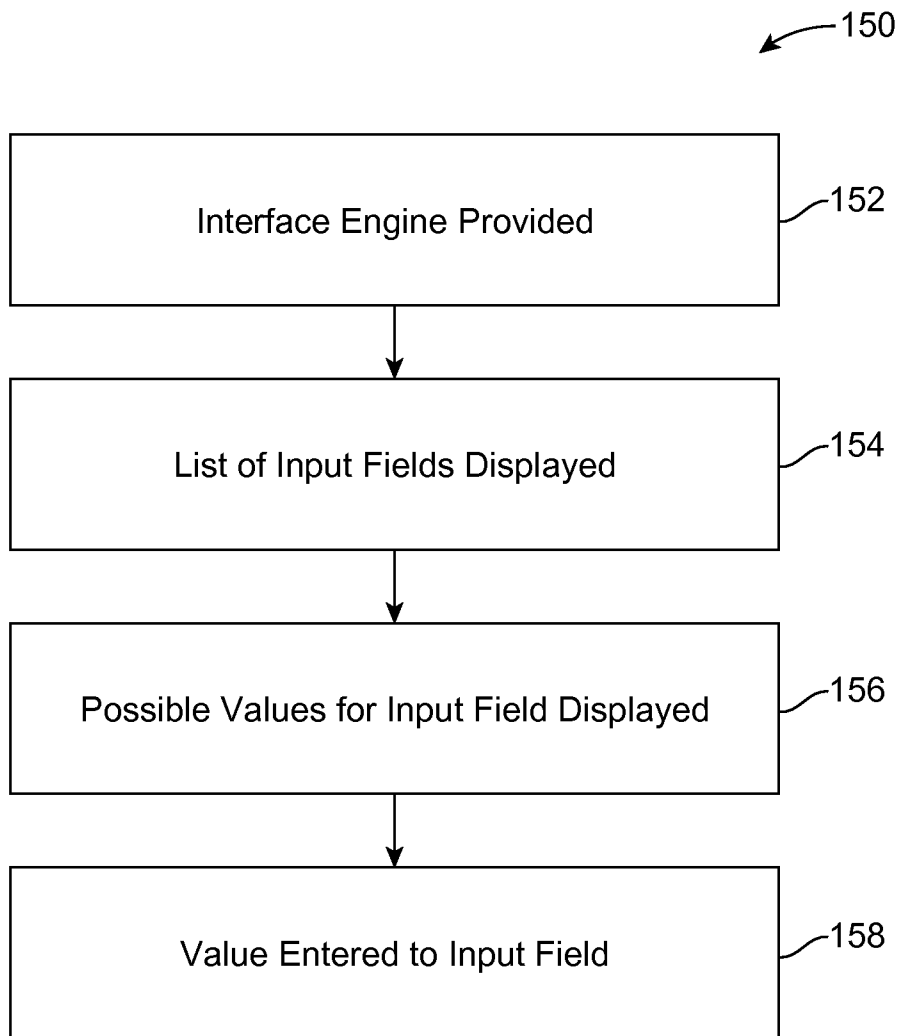 150
Interface Engine Provided
152
List of Input Fields Displayed
154
Possible Values for Input Field Displayed
156
Value Entered to Input Field
158